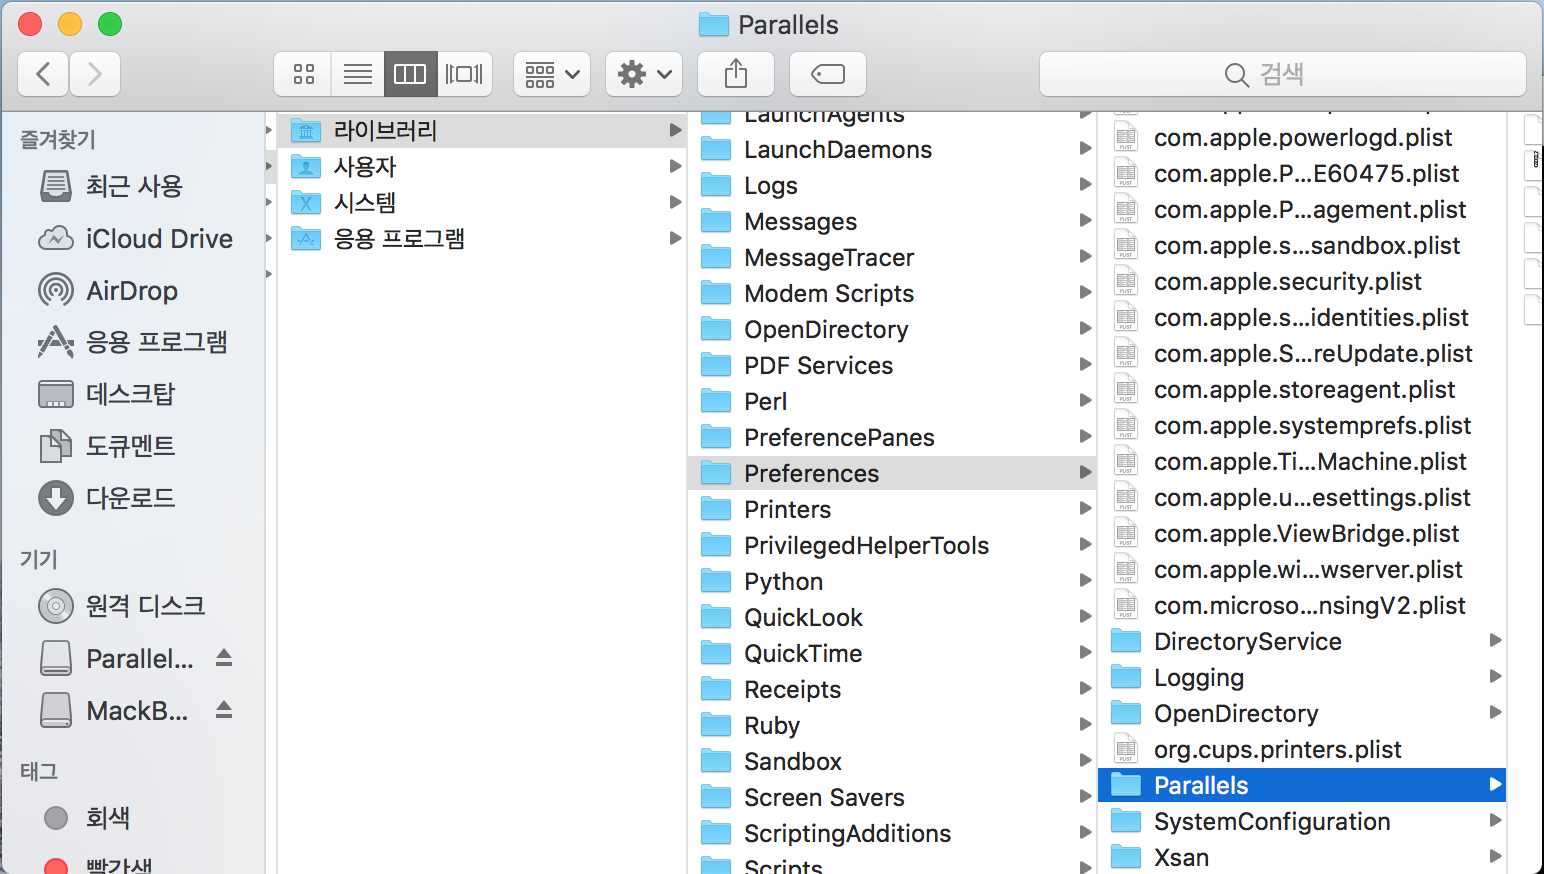 Parallels
검색
즐겨찾기
최근 사용
iCloud Drive
AirDrop
응용 프로그램
데스크탑
도큐멘트
다운로드
기기
원격 디스크
Parallel...
MackB...
태그
회색
빨간색
라이브러리
사용자
시스템
응용 프로그램
LaunchAgents
LaunchDaemons
Logs
Messages
MessageTracer
Modem Scripts
OpenDirectory
PDF Services
Perl
PreferencePanes
Preferences
Printers
PrivilegedHelperTools
Python
QuickLook
QuickTime
Receipts
Ruby
Sandbox
Screen Savers
ScriptingAdditions
Scripts
com.apple.powerlogd.plist
com.apple.P...E60475.plist
com.apple.P...agement.plist
com.apple.s...sandbox.plist
com.apple.security.plist
com.apple.s...identities.plist
com.apple.S...reUpdate.plist
com.apple.storeagent.plist
com.apple.systemprefs.plist
com.apple.Ti...Machine.plist
com.apple.u...esettings.plist
com.apple.ViewBridge.plist
com.apple.wi...wserver.plist
com.microso...nsingV2.plist
DirectoryService
Logging
OpenDirectory
org.cups.printers.plist
Parallels
SystemConfiguration
Xsan